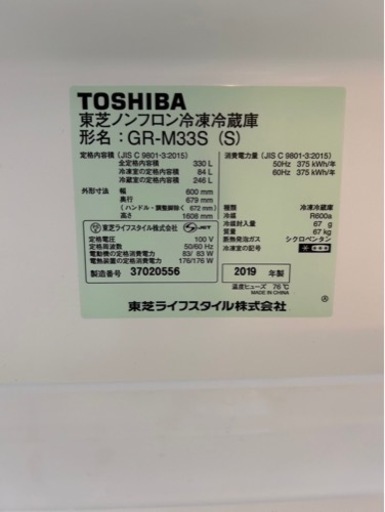 TOSHIBA
東芝ノンフロン冷凍冷蔵庫
形名：GR-M33S (S)
定格内容積（JIS C 9801-3:2015）
全定格内容積 330 L
冷凍室の定格内容積 84 L
冷蔵室の定格内容積 246 L
外形寸法 幅 600 mm
奥行 679 mm
（ハンドル・調整脚除く 672 mm）
高さ 1608 mm
東芝ライフスタイル株式会社 JET
定格電圧 100 V
定格周波数 50/60 Hz
電動機の定格消費電力 83/ 83 W
電熱装置の定格消費電力 176/176 W
製造番号 37020556
消費電力量（JIS C 9801-3:2015）
50Hz 375 kWh/年
60Hz 375 kWh/年
種類 冷凍冷蔵庫
冷媒 R600a
冷媒封入量 67 g
質量 67 kg
断熱発泡ガス シクロペンタン
冷凍室の記号
2019 年製
温度ヒューズ 76℃
MADE IN CHINA
東芝ライフスタイル株式会社